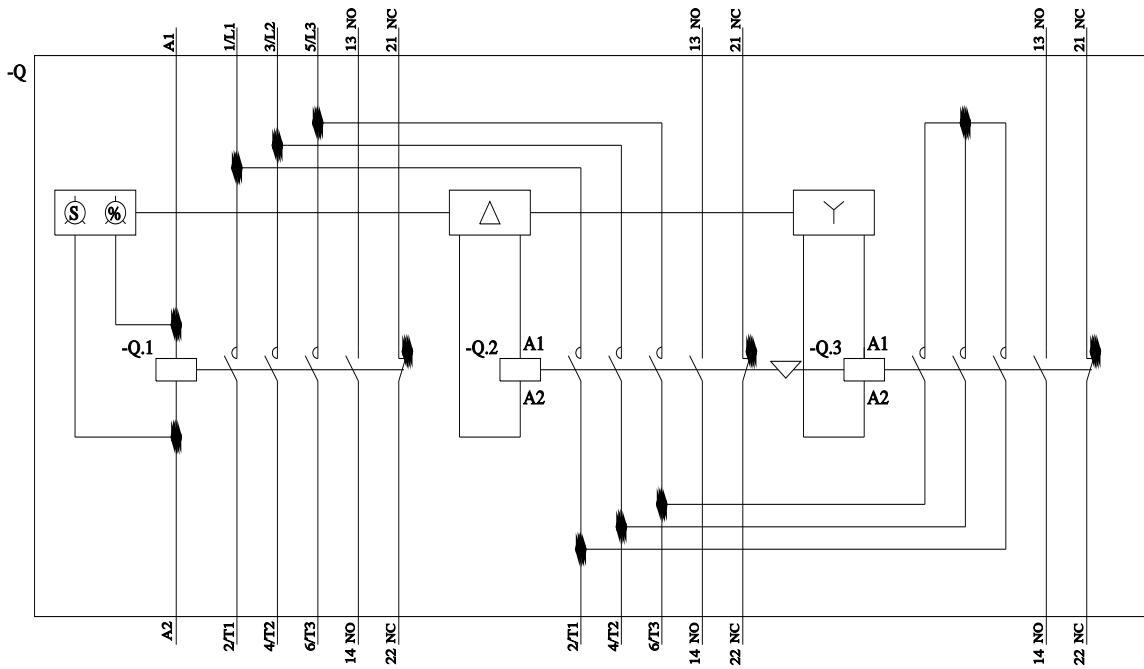 A1
1/L1
3/L2
5/L3
13 NO
21 NC
13 NO
21 NC
13 NO
21 NC
-Q
S
%
-Q.1
-Q.2
A1
A2
-Q.3
A1
A2
A2
2/T1
4/T2
6/T3
14 NO
22 NC
2/T1
4/T2
6/T3
14 NO
22 NC
14 NO
22 NC